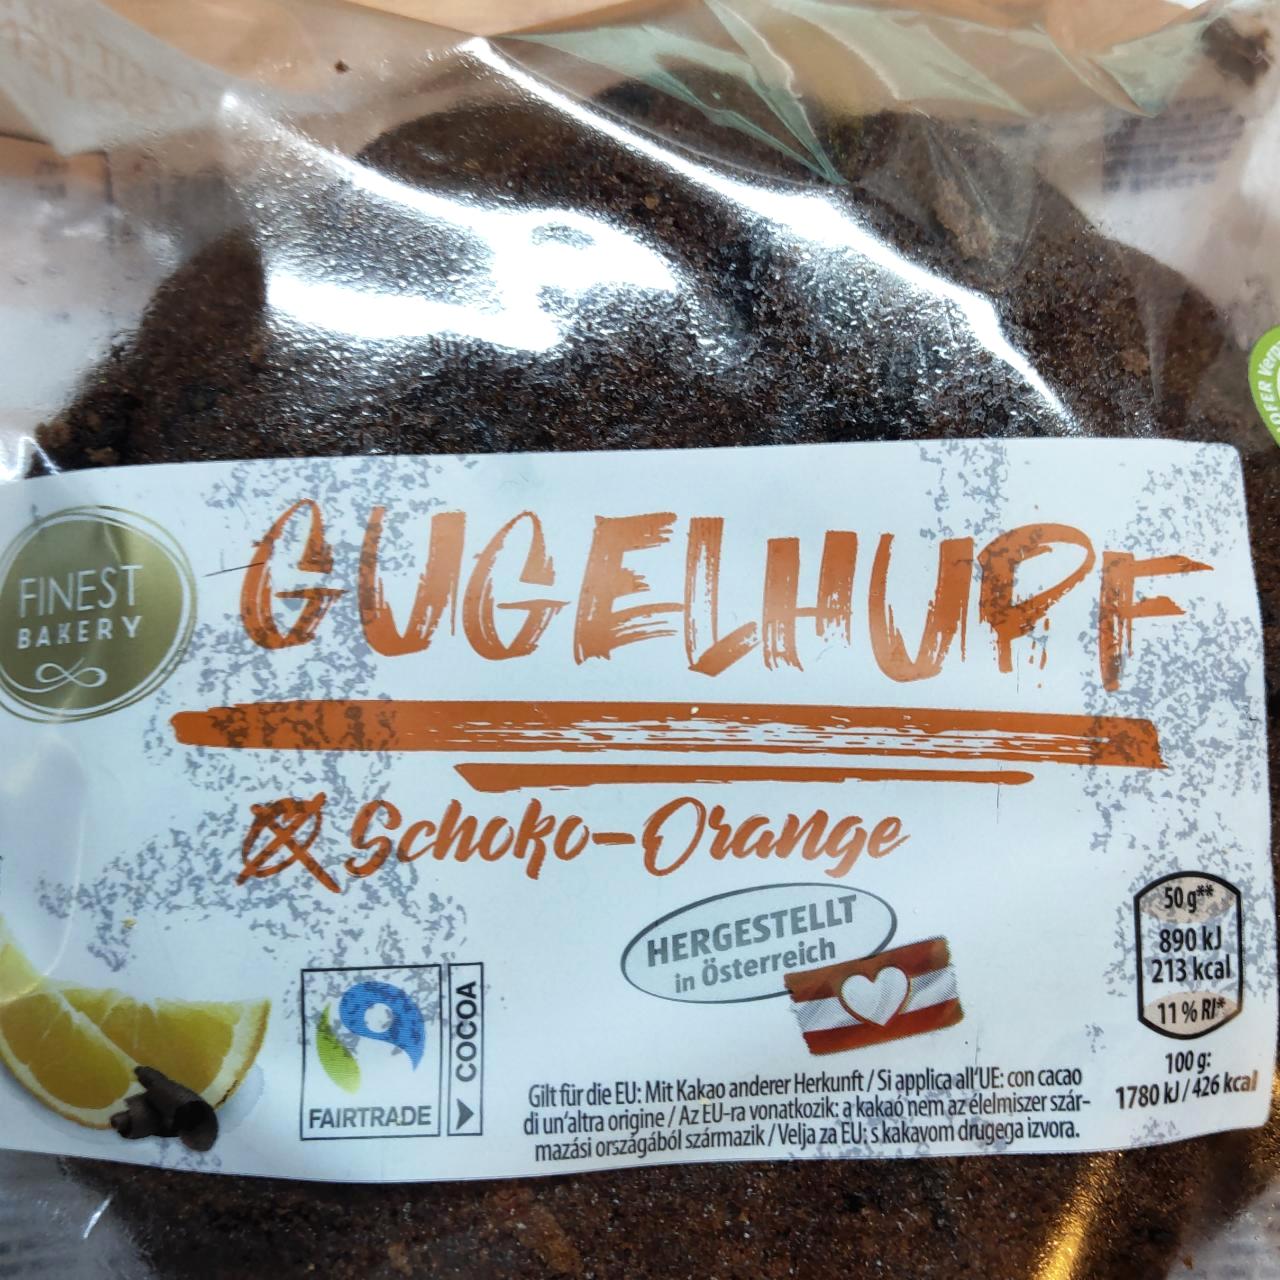 FINEST
BAKERY
GUGELHUPF
Schoko-Orange
HERGESTELLT
in Österreich
FAIRTRADE
COCOA
Gilt für die EU: Mit Kakao anderer Herkunft / Si applica all'UE: con cacao
di un'altra origine / Az EU-ra vonatkozik: a kakaó nem az élelmiszer szár-
mazási országából származik / Velja za EU: s kakavom drugega izvora.
50 g**
890 kJ
213 kcal
11 % RI*
100 g:
1780 kJ / 426 kcal